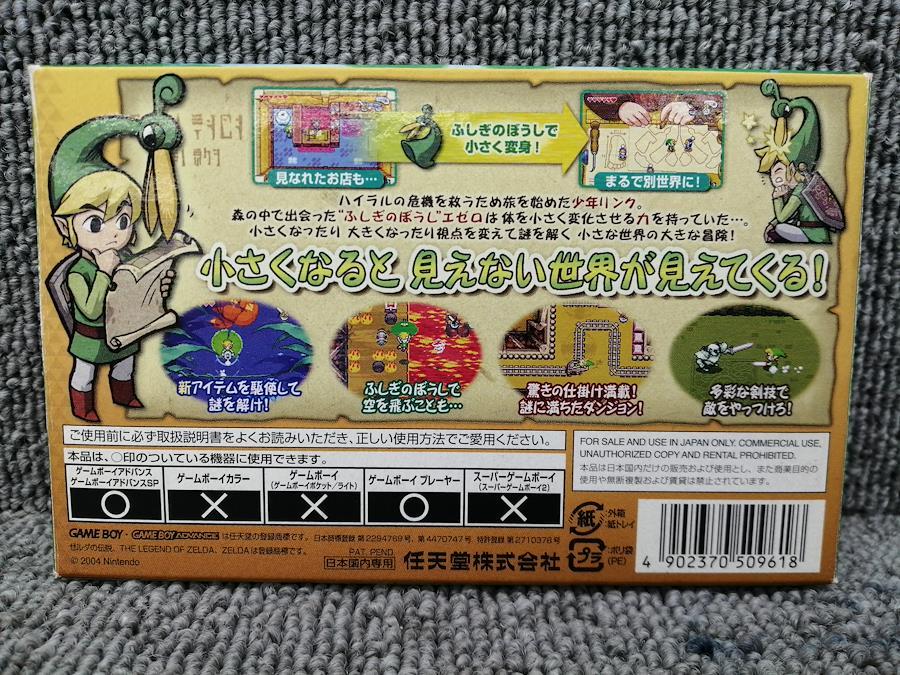 ふしぎのぼうしで
小さく変身!
見なれたお店も…
まるで別世界に!
ハイラルの危機を救うため旅を始めた少年リンク。
森の中で出会った"ふしぎのぼうし"エゼロは体を小さく変化させる力を持っていた…。
小さくなったり 大きくなったり視点を変えて謎を解く 小さな世界の大きな冒険!
小さくなると 見えない世界が見えてくる!
新アイテムを駆使して
謎を解け!
ふしぎのぼうしで
空を飛ぶことも…
驚きの仕掛け満載!
謎に満ちたダンジョン!
多彩な剣技で
敵をやっつけろ!
ご使用前に必ず取扱説明書をよくお読みいただき、正しい使用方法でご愛用ください。
本品は、○印のついている機器に使用できます。
ゲームボーイアドバンス
ゲームボーイアドバンスSP
ゲームボーイカラー
ゲームボーイ
(ゲームボーイポケット/ライト)
ゲームボーイ プレーヤー
スーパーゲームボーイ
(スーパーゲームボーイ2)
○ × × ○ ×
FOR SALE AND USE IN JAPAN ONLY. COMMERCIAL USE,
UNAUTHORIZED COPY AND RENTAL PROHIBITED.
本品は日本国内だけの販売および使用とし、また商業目的の
使用や無断複製および賃貸は禁止します。
GAME BOY・GAME BOY ADVANCE は任天堂の登録商標です。 日本意匠登録 第2294769号、第4470747号、特許登録 第2710376号
ゼルダの伝説、THE LEGEND OF ZELDA、ZELDAは登録商標です。
PAT. PEND.
© 2004 Nintendo
日本国内専用
任天堂株式会社
紙
外箱
紙トレイ
プラ
ポリ袋
(PE)
4 902370 509618